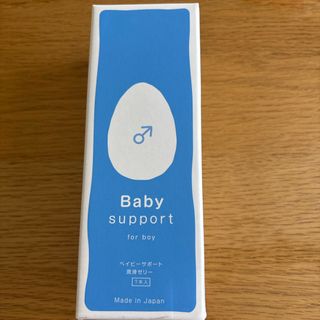 Baby
support
for boy
ベイビーサポート
潤滑ゼリー
7本入
Made in Japan